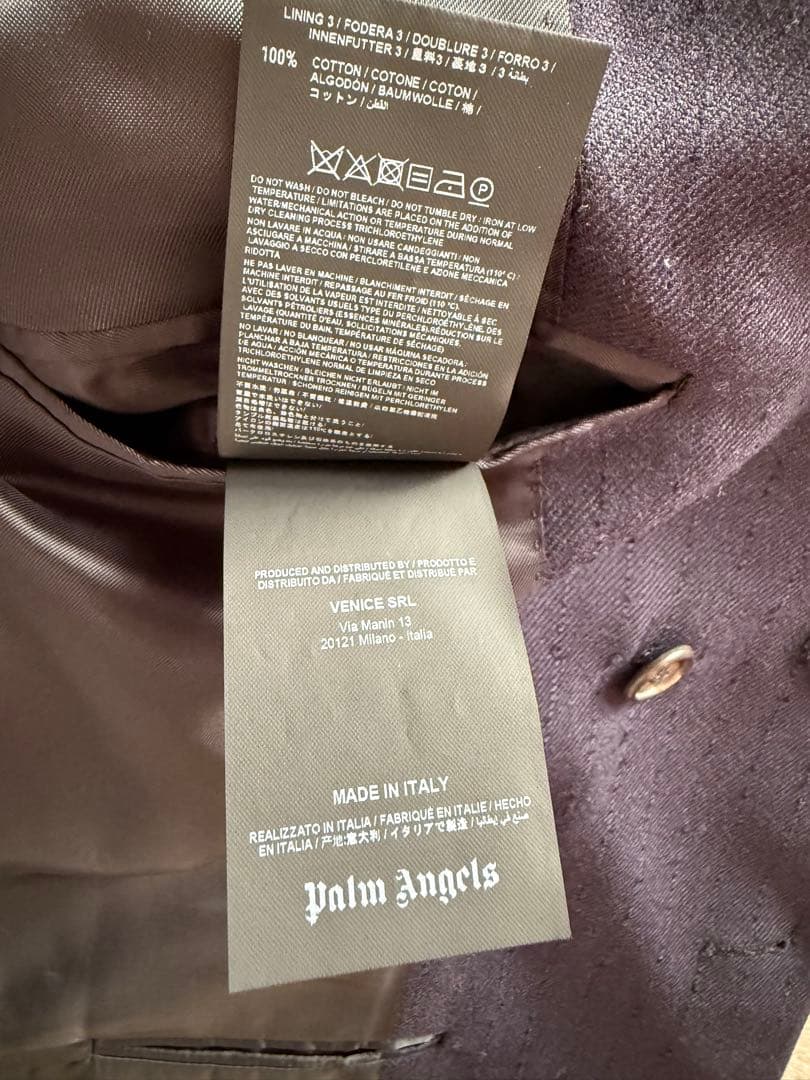 LINING 3 / FODERA 3 / DOUBLURE 3 / FORRO 3 /
INNENFUTTER 3 / 里料3 / 裏地 3 / بطانة 3 /
100% COTTON / COTONE / COTON /
ALGODÓN / BAUMWOLLE / 棉 /
コットン / القطن /
P
DO NOT WASH / DO NOT BLEACH / DO NOT TUMBLE DRY / IRON AT LOW
TEMPERATURE / LIMITATIONS ARE PLACED ON THE ADDITION OF
WATER/MECHANICAL ACTION OR TEMPERATURE DURING NORMAL
DRY CLEANING PROCESS TRICHLOROETHYLENE
NON LAVARE IN ACQUA / NON USARE CANDEGGIANTI / NON
ASCIUGARE A MACCHINA / STIRARE A BASSA TEMPERATURA (110° C) /
LAVAGGIO A SECCO CON PERCLORETILENE E AZIONE MECCANICA
RIDOTTA
NE PAS LAVER EN MACHINE / BLANCHIMENT INTERDIT / SÉCHAGE EN
MACHINE INTERDIT / REPASSAGE AU FER FROID (110 °C)
L'UTILISATION DE LA VAPEUR EST INTERDITE / NETTOYABLE À SEC
AVEC DES SOLVANTS USUELS TYPE DU PERCHLOROÉTHYLÈNE, DES
SOLVANTS PÉTROLIERS (ESSENCES MINÉRALES), RÉDUCTION SUR LE
LAVAGE (QUANTITÉ D'EAU, SOLLICITATIONS MÉCANIQUES,
TEMPÉRATURE DU BAIN, TEMPÉRATURE DE SÉCHAGE)
NO LAVAR / NO BLANQUEAR / NO USAR MÁQUINA SECADORA /
PLANCHAR A BAJA TEMPERATURA / RESTRICCIONES EN LA ADICIÓN
DE AGUA / ACCIÓN MECÁNICA O TEMPERATURA DURANTE PROCESS
TRICHLOROETHYLENE NORMAL DE LIMPIEZA EN SECO
NICHT WASCHEN / BLEICHEN NICHT ERLAUBT / NICHT IM
TROMMELTROCKNER TROCKNEN / BÜGELN MIT GERINGER
TEMPERATUR / SCHONEND REINIGEN MIT PERCHLORETHYLEN
PRODUCED AND DISTRIBUTED BY / PRODOTTO E
DISTRIBUITO DA / FABRIQUÉ ET DISTRIBUÉ PAR
VENICE SRL
Via Manin 13
20121 Milano - Italia
MADE IN ITALY
REALIZZATO IN ITALIA / FABRIQUÉ EN ITALIE / HECHO
EN ITALIA / 产地:意大利 / イタリアで製造 / صنع في إيطاليا
Palm Angels